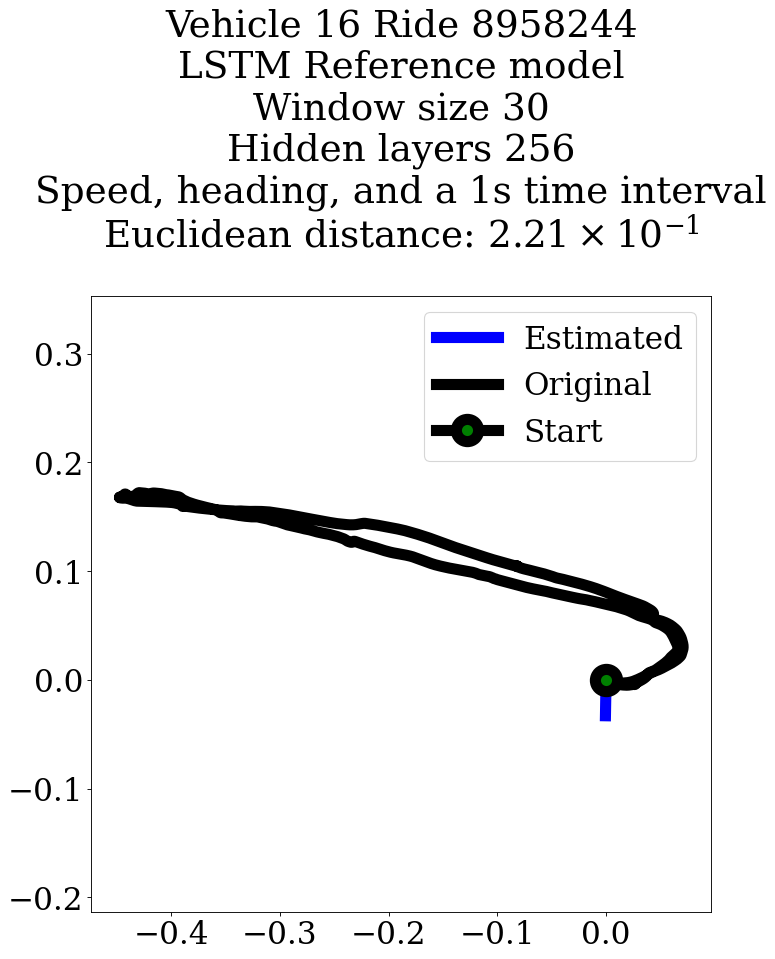 Vehicle 16 Ride 8958244
LSTM Reference model
Window size 30
Hidden layers 256
Speed, heading, and a 1s time interval
Euclidean distance: 2.21 × 10⁻¹
Estimated
Original
Start
0.3
0.2
0.1
0.0
−0.1
−0.2
−0.4 −0.3 −0.2 −0.1 0.0